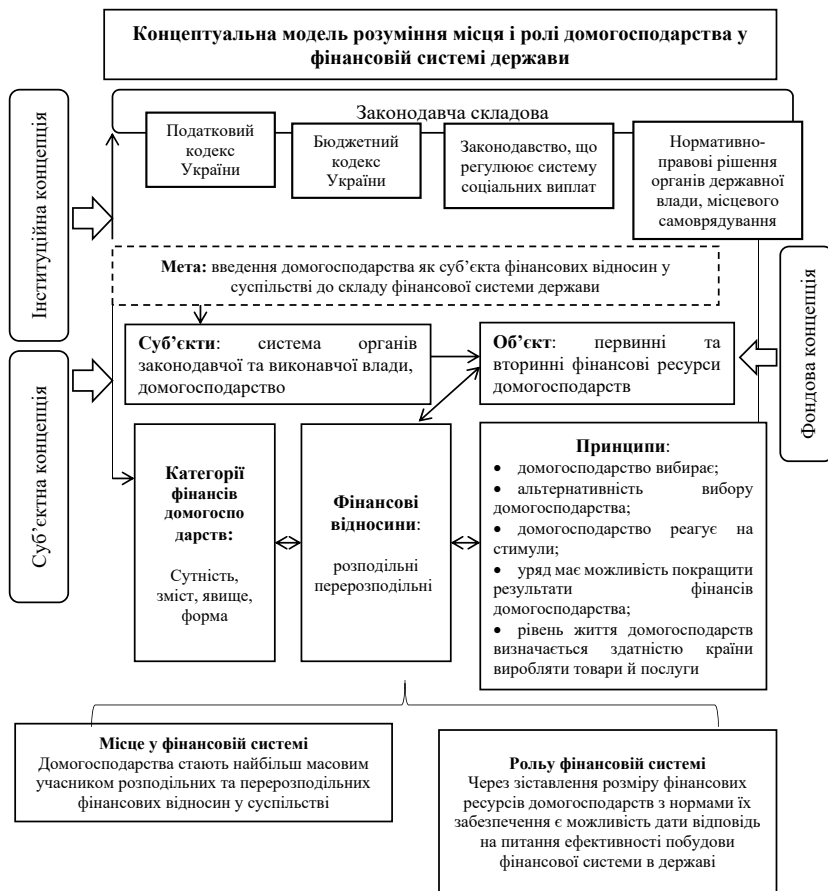 Концептуальна модель розуміння місця і ролі домогосподарства у
фінансовій системі держави
Інституційна концепція
Законодавча складова
Податковий
кодекс
України
Бюджетний
кодекс
України
Законодавство, що
регулюює систему
соціальних виплат
Нормативно-
правові рішення
органів державної
влади, місцевого
самоврядування
Мета: введення домогосподарства як суб’єкта фінансових відносин у
суспільстві до складу фінансової системи держави
Суб’єктна концепція
Суб’єкти: система органів
законодавчої та виконавчої влади,
домогосподарство
Об’єкт: первинні та
вторинні фінансові ресурси
домогосподарств
Фондова концепція
Категорії
фінансів
домогоспо
дарств:
Сутність,
зміст, явище,
форма
Фінансові
відносини:
розподільні
перерозподільні
Принципи:
• домогосподарство вибирає;
• альтернативність вибору
домогосподарства;
• домогосподарство реагує на
стимули;
• уряд має можливість покращити
результати фінансів
домогосподарства;
• рівень життя домогосподарств
визначається здатністю країни
виробляти товари й послуги
Місце у фінансовій системі
Домогосподарства стають найбільш масовим
учасником розподільних та перерозподільних
фінансових відносин у суспільстві
Рольу фінансовій системі
Через зіставлення розміру фінансових
ресурсів домогосподарств з нормами їх
забезпечення є можливість дати відповідь
на питання ефективності побудови
фінансової системи в державі